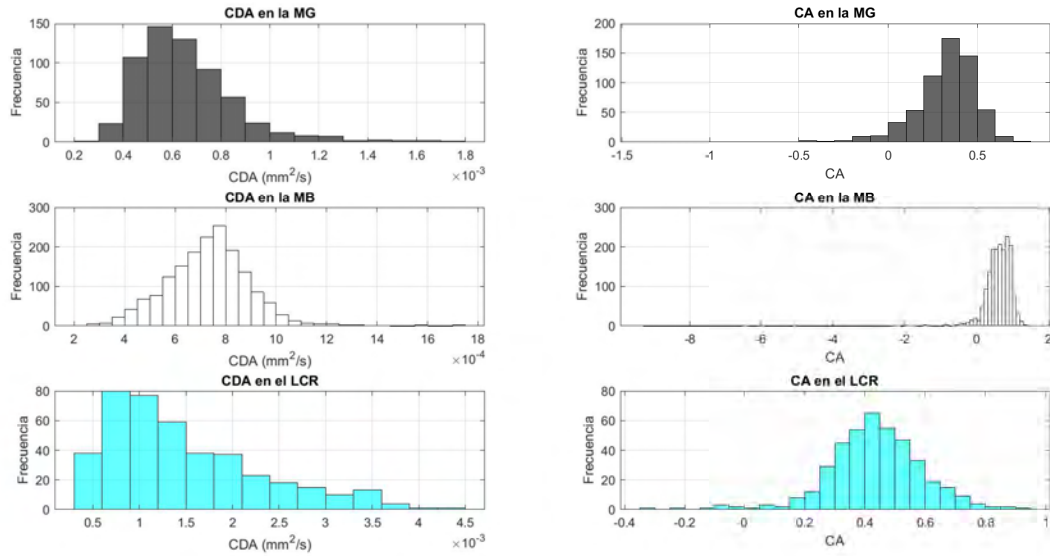 CDA en la MG
Frecuencia
150
100
50
0
0.2 0.4 0.6 0.8 1 1.2 1.4 1.6 1.8
CDA (mm²/s)
×10⁻³
CA en la MG
Frecuencia
200
150
100
50
0
-1.5 -1 -0.5 0 0.5
CA
CDA en la MB
Frecuencia
300
200
100
0
2 4 6 8 10 12 14 16 18
CDA (mm²/s)
×10⁻⁴
CA en la MB
Frecuencia
300
200
100
0
-8 -6 -4 -2 0 2
CA
CDA en el LCR
Frecuencia
80
60
40
20
0
0.5 1 1.5 2 2.5 3 3.5 4 4.5
CDA (mm²/s)
×10⁻³
CA en el LCR
Frecuencia
80
60
40
20
0
-0.4 -0.2 0 0.2 0.4 0.6 0.8 1
CA